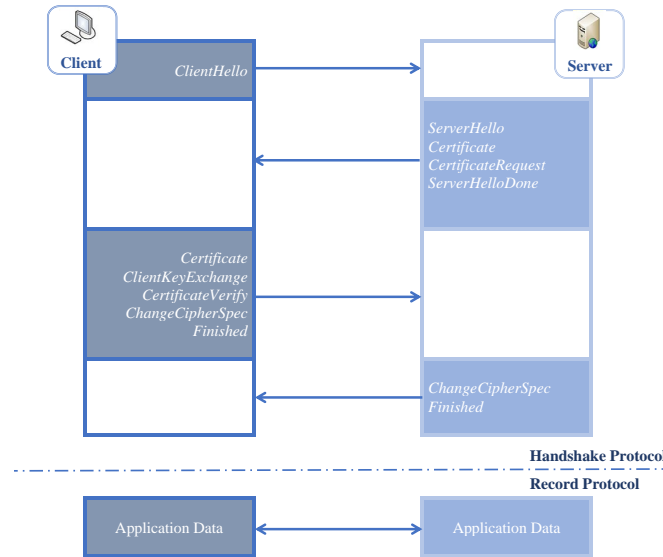 Client
Server
ClientHello
ServerHello
Certificate
CertificateRequest
ServerHelloDone
Certificate
ClientKeyExchange
CertificateVerify
ChangeCipherSpec
Finished
ChangeCipherSpec
Finished
Handshake Protocol
Record Protocol
Application Data
Application Data